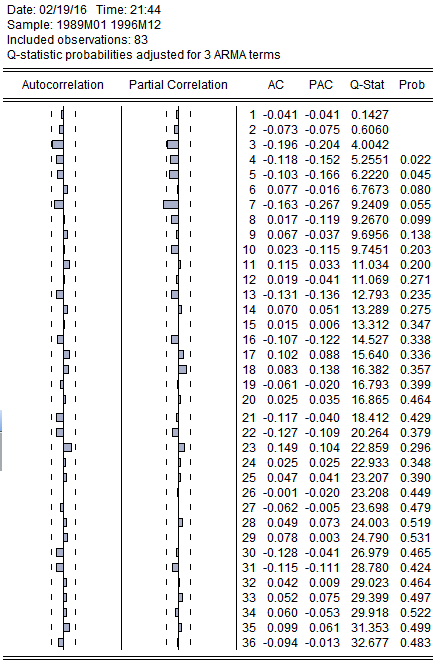 Date: 02/19/16 Time: 21:44
Sample: 1989M01 1996M12
Included observations: 83
Q-statistic probabilities adjusted for 3 ARMA terms
Autocorrelation Partial Correlation AC PAC Q-Stat Prob
1 -0.041 -0.041 0.1427
2 -0.073 -0.075 0.6060
3 -0.196 -0.204 4.0042
4 -0.118 -0.152 5.2551 0.022
5 -0.103 -0.166 6.2220 0.045
6 0.077 -0.016 6.7673 0.080
7 -0.163 -0.267 9.2409 0.055
8 0.017 -0.119 9.2670 0.099
9 0.067 -0.037 9.6956 0.138
10 0.023 -0.115 9.7451 0.203
11 0.115 0.033 11.034 0.200
12 0.019 -0.041 11.069 0.271
13 -0.131 -0.136 12.793 0.235
14 0.070 0.051 13.289 0.275
15 0.015 0.006 13.312 0.347
16 -0.107 -0.122 14.527 0.338
17 0.102 0.088 15.640 0.336
18 0.083 0.138 16.382 0.357
19 -0.061 -0.020 16.793 0.399
20 0.025 0.035 16.865 0.464
21 -0.117 -0.040 18.412 0.429
22 -0.127 -0.109 20.264 0.379
23 0.149 0.104 22.859 0.296
24 0.025 0.025 22.933 0.348
25 0.047 0.041 23.207 0.390
26 -0.001 -0.020 23.208 0.449
27 -0.062 -0.005 23.698 0.479
28 0.049 0.073 24.003 0.519
29 0.078 0.003 24.790 0.531
30 -0.128 -0.041 26.979 0.465
31 -0.115 -0.111 28.780 0.424
32 0.042 0.009 29.023 0.464
33 0.052 0.075 29.399 0.497
34 0.060 -0.053 29.918 0.522
35 0.099 0.061 31.353 0.499
36 -0.094 -0.013 32.677 0.483